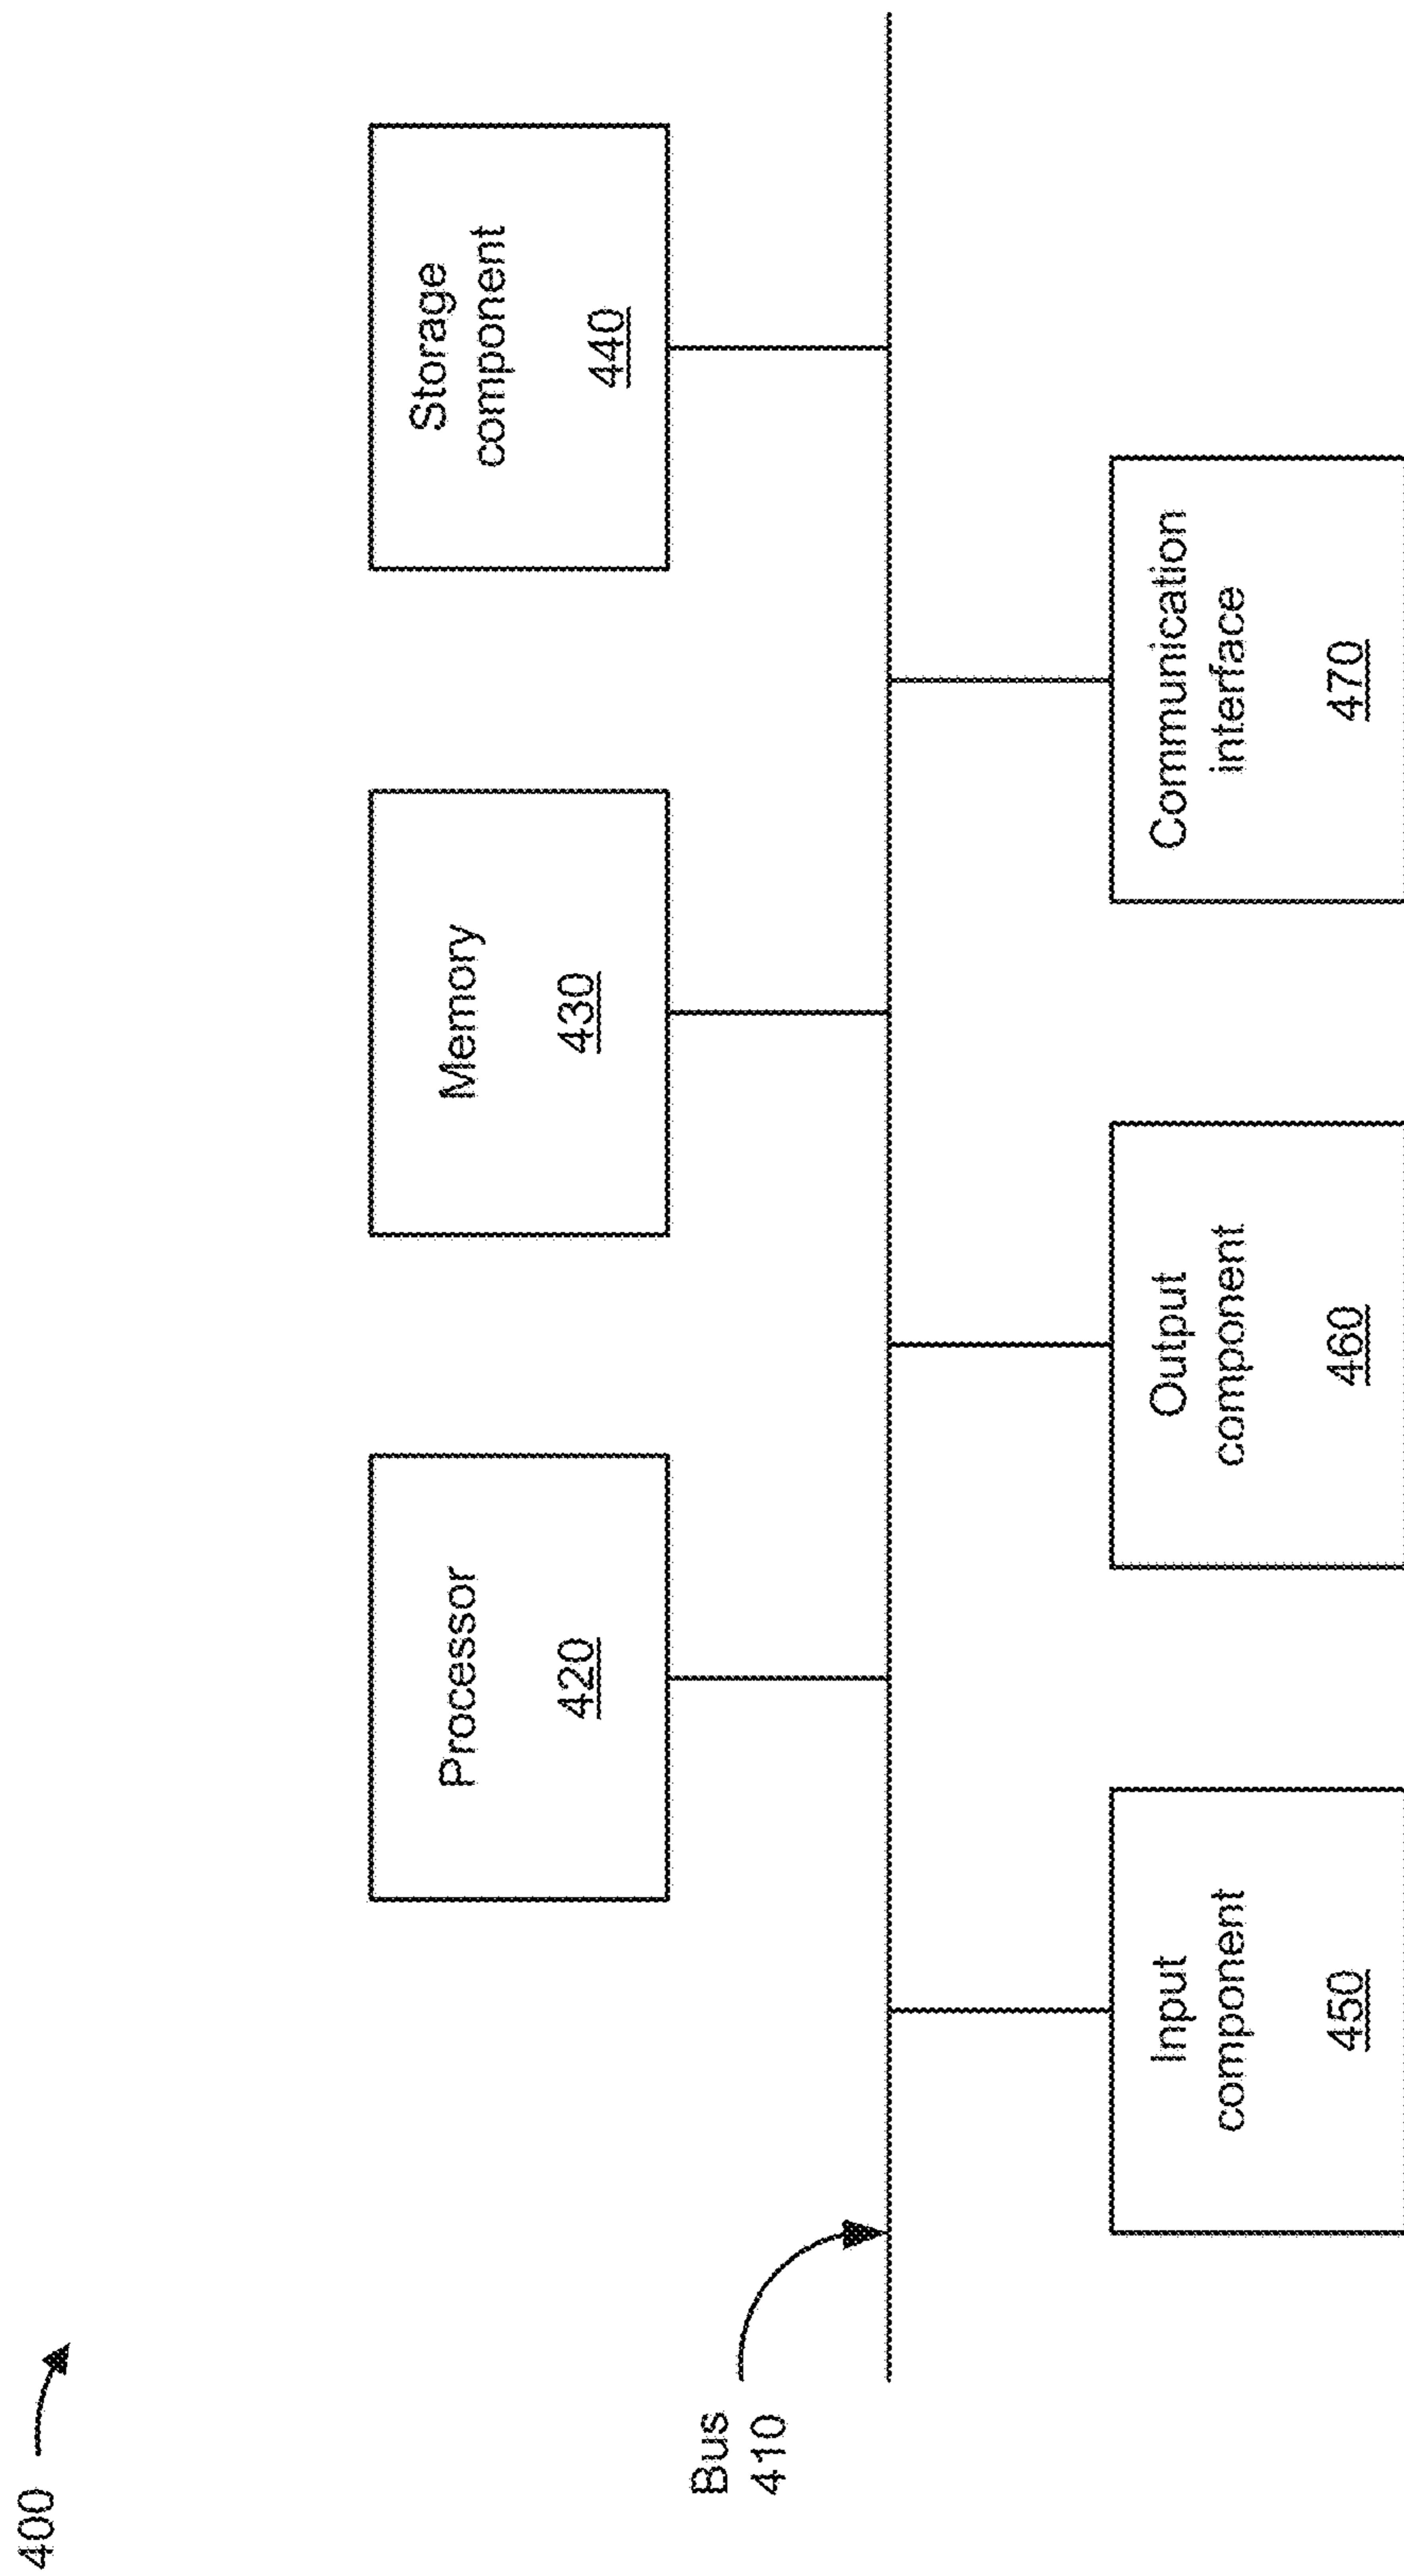 400
Processor
420
Memory
430
Storage
component
440
Bus
410
Input
component
450
Output
component
460
Communication
interface
470